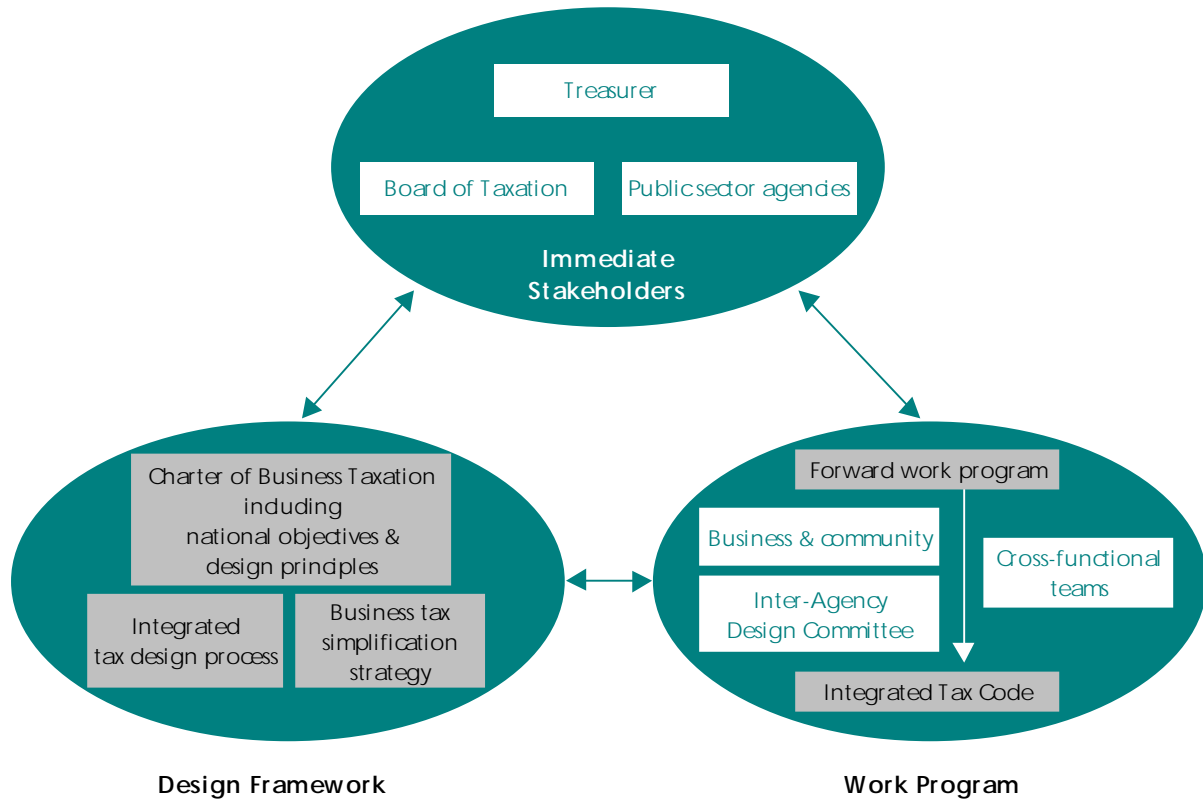 Treasurer
Board of Taxation
Public sector agencies
Immediate
Stakeholders
Charter of Business Taxation
including
national objectives &
design principles
Integrated
tax design process
Business tax
simplification
strategy
Design Framework
Forward work program
Business & community
Cross-functional
teams
Inter-Agency
Design Committee
Integrated Tax Code
Work Program